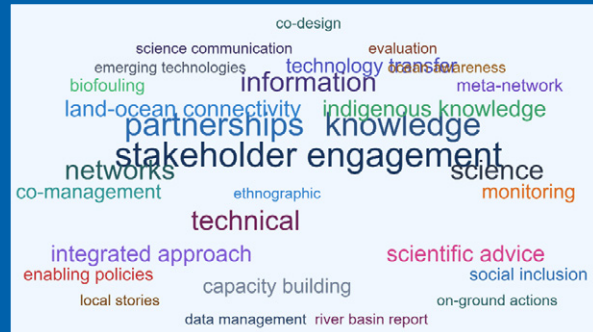 co-design
science communication
evaluation
emerging technologies
technology transfer
ocean awareness
biofouling
information
meta-network
land-ocean connectivity
indigenous knowledge
partnerships
knowledge
stakeholder engagement
networks
science
co-management
ethnographic
monitoring
technical
integrated approach
scientific advice
enabling policies
capacity building
social inclusion
local stories
on-ground actions
data management
river basin report